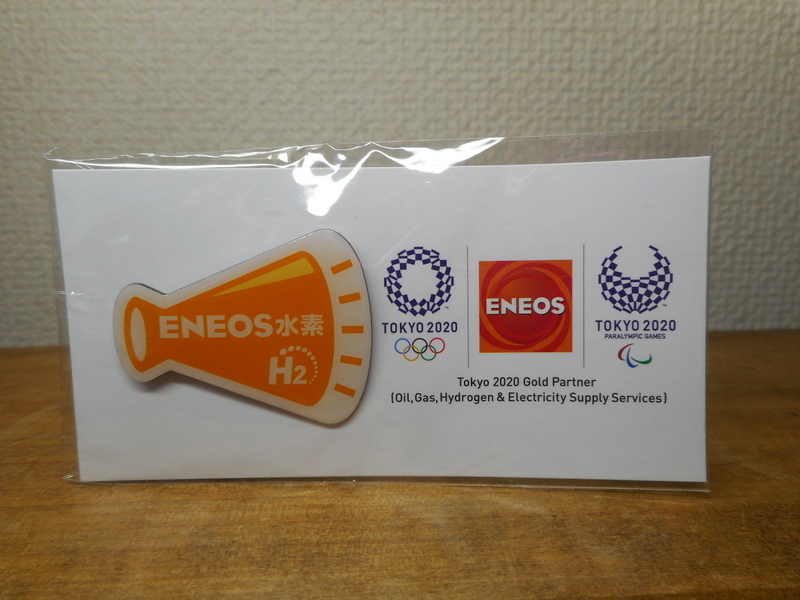 ENEOS水素
H2
TOKYO 2020
ENEOS
TOKYO 2020
PARALYMPIC GAMES
Tokyo 2020 Gold Partner
(Oil,Gas,Hydrogen & Electricity Supply Services)